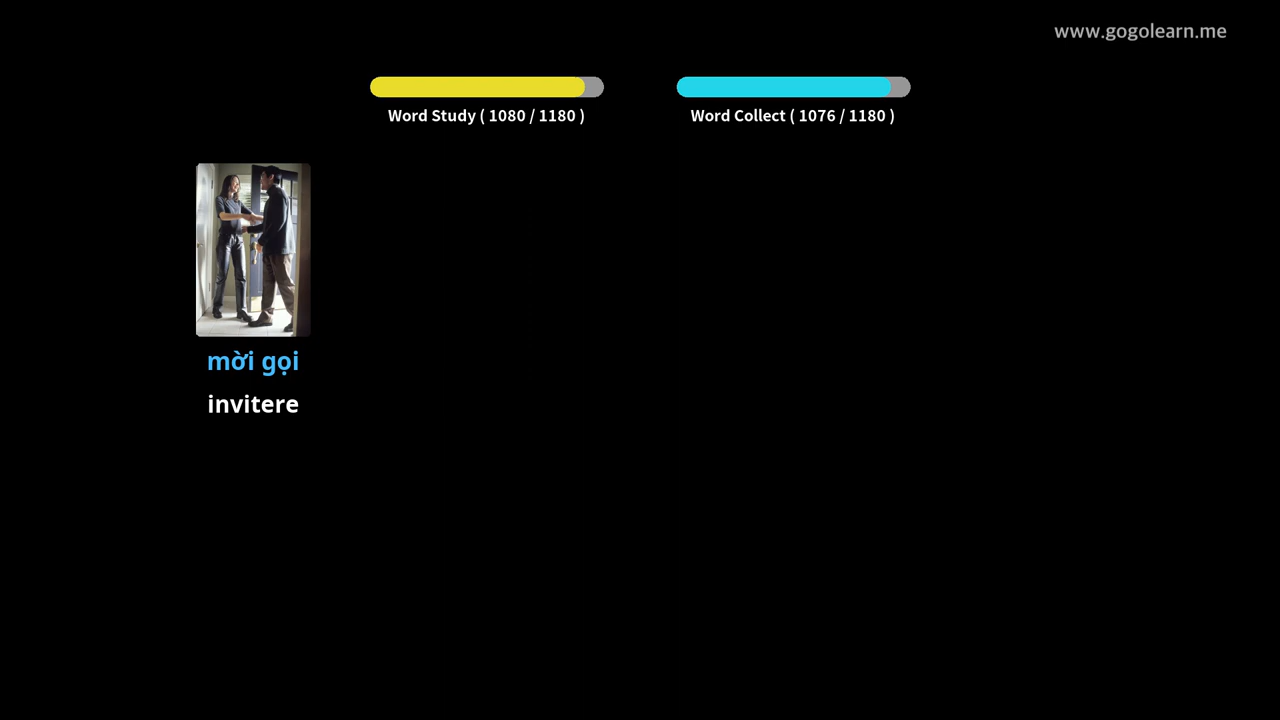 www.gogolearn.me
Word Study ( 1080 / 1180 )
Word Collect ( 1076 / 1180 )
mời gọi
invitere